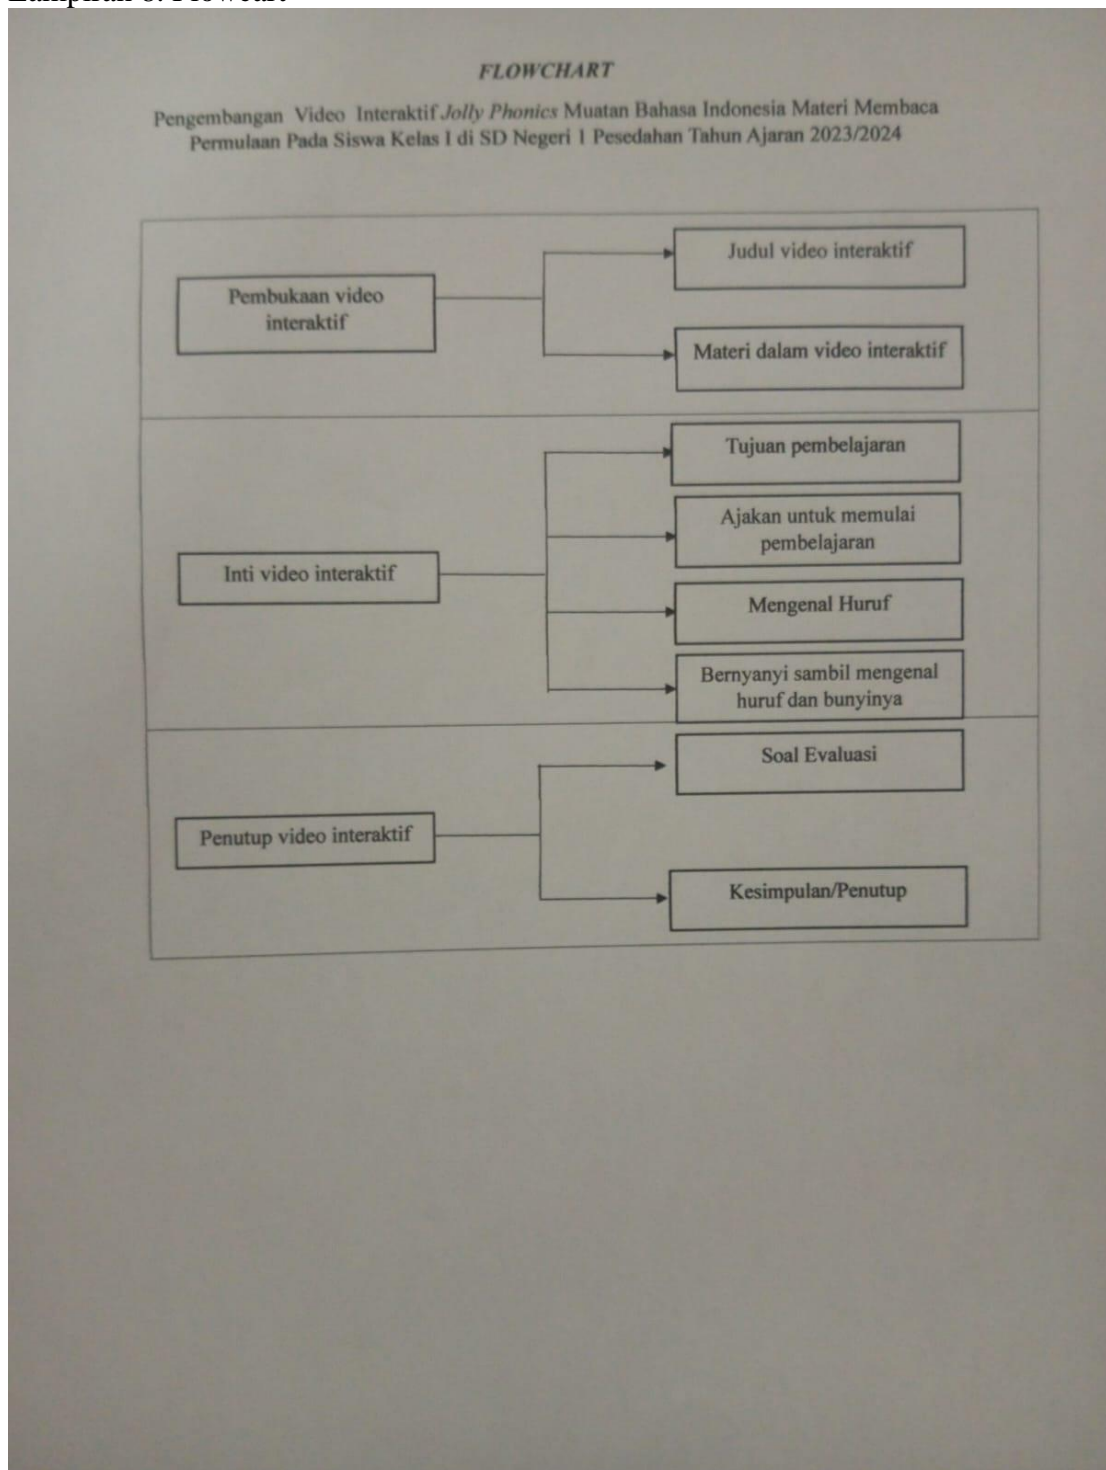 FLOWCHART
Pengembangan Video Interaktif Jolly Phonics Muatan Bahasa Indonesia Materi Membaca
Permulaan Pada Siswa Kelas I di SD Negeri 1 Pesedahan Tahun Ajaran 2023/2024
Pembukaan video
interaktif
Judul video interaktif
Materi dalam video interaktif
Inti video interaktif
Tujuan pembelajaran
Ajakan untuk memulai
pembelajaran
Mengenal Huruf
Bernyanyi sambil mengenal
huruf dan bunyinya
Penutup video interaktif
Soal Evaluasi
Kesimpulan/Penutup